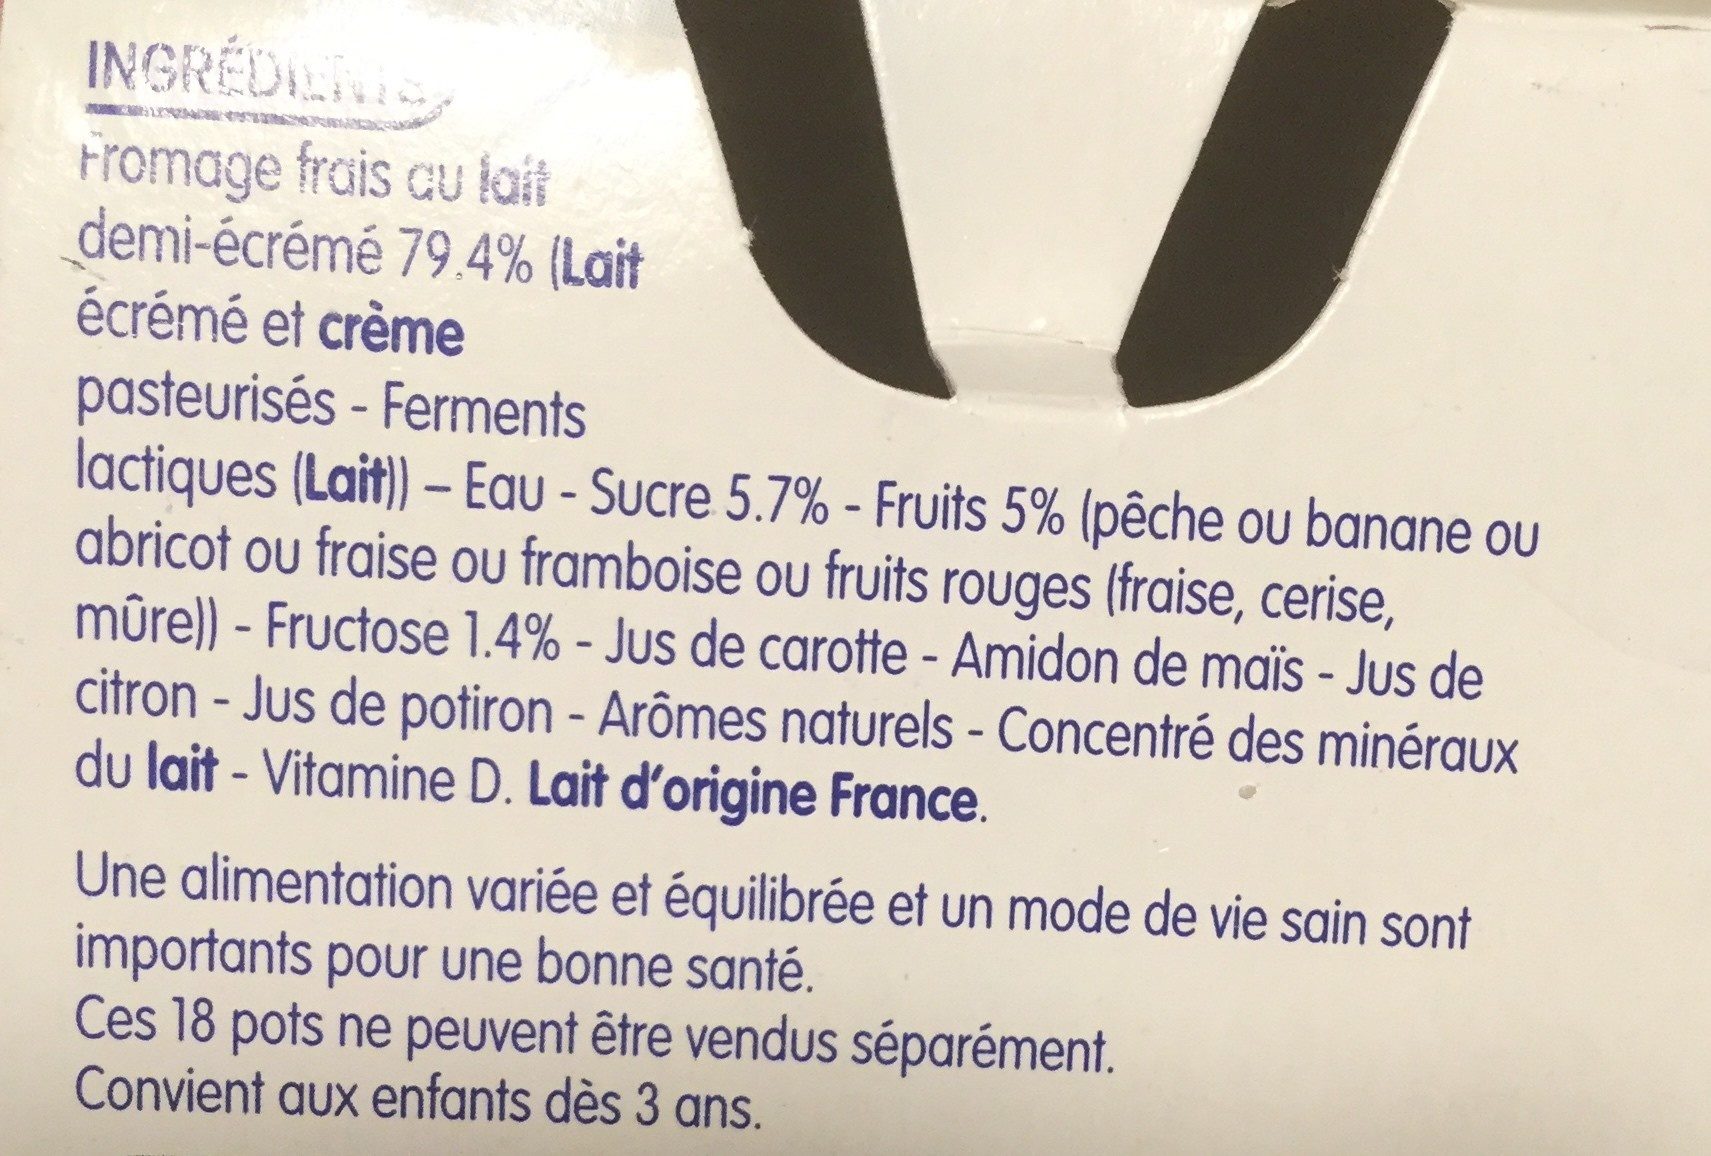 INGRÉDIENTS
Fromage frais au lait
demi-écrémé 79.4% (Lait
écrémé et crème
pasteurisés - Ferments
lactiques (Lait)) – Eau - Sucre 5.7% - Fruits 5% (pêche ou banane ou
abricot ou fraise ou framboise ou fruits rouges (fraise, cerise,
mûre)) - Fructose 1.4% - Jus de carotte - Amidon de maïs - Jus de
citron - Jus de potiron - Arômes naturels - Concentré des minéraux
du lait - Vitamine D. Lait d'origine France.
Une alimentation variée et équilibrée et un mode de vie sain sont
importants pour une bonne santé.
Ces 18 pots ne peuvent être vendus séparément.
Convient aux enfants dès 3 ans.